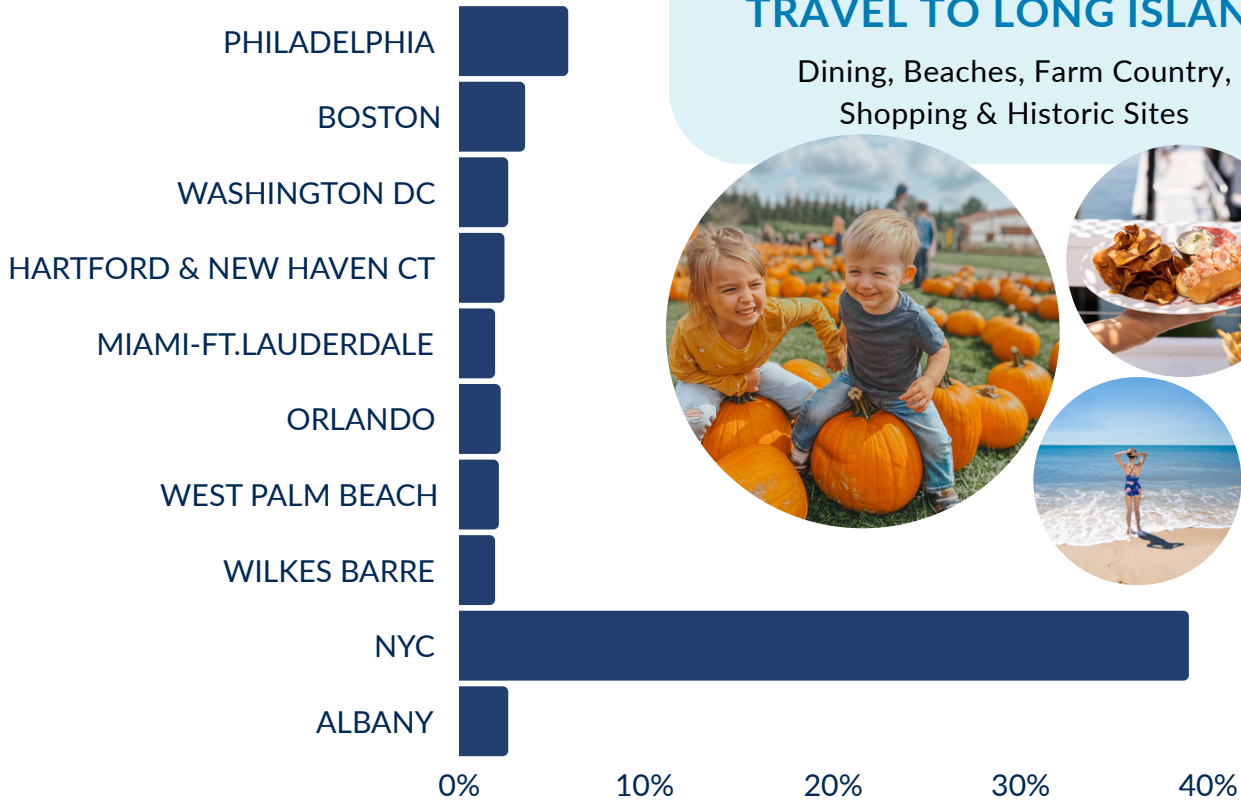 TRAVEL TO LONG ISLAN
Dining, Beaches, Farm Country,
Shopping & Historic Sites
PHILADELPHIA
BOSTON
WASHINGTON DC
HARTFORD & NEW HAVEN CT
MIAMI-FT.LAUDERDALE
ORLANDO
WEST PALM BEACH
WILKES BARRE
NYC
ALBANY
0% 10% 20% 30% 40%